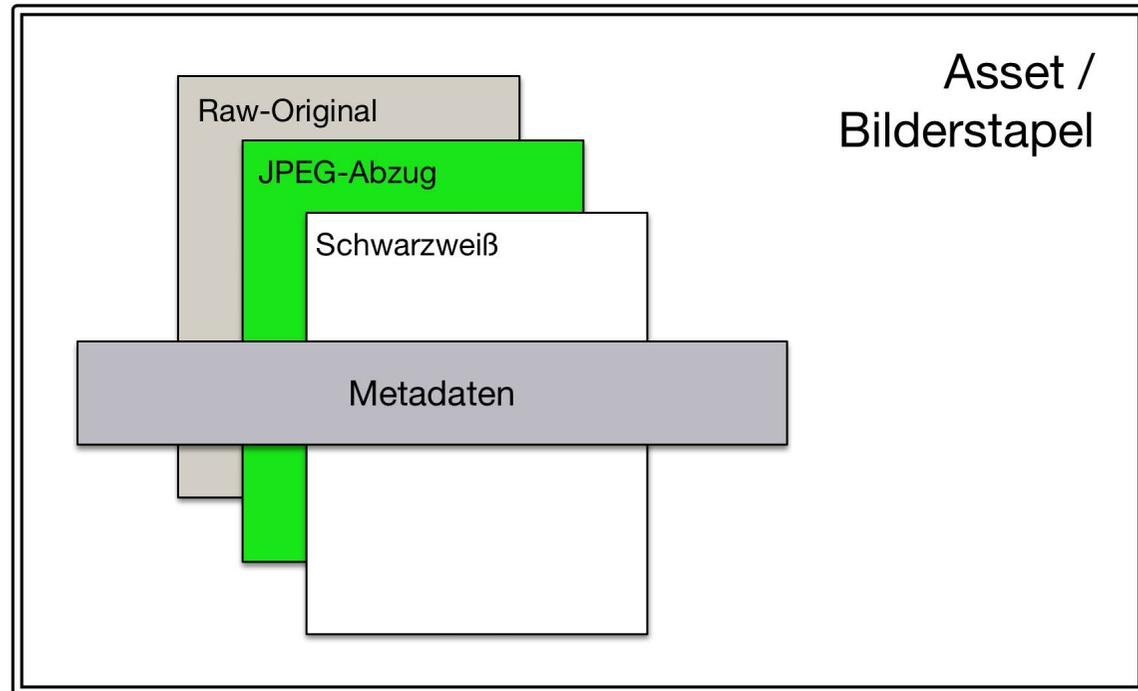 Asset /
Bilderstapel
Raw-Original
JPEG-Abzug
Schwarzweiß
Metadaten